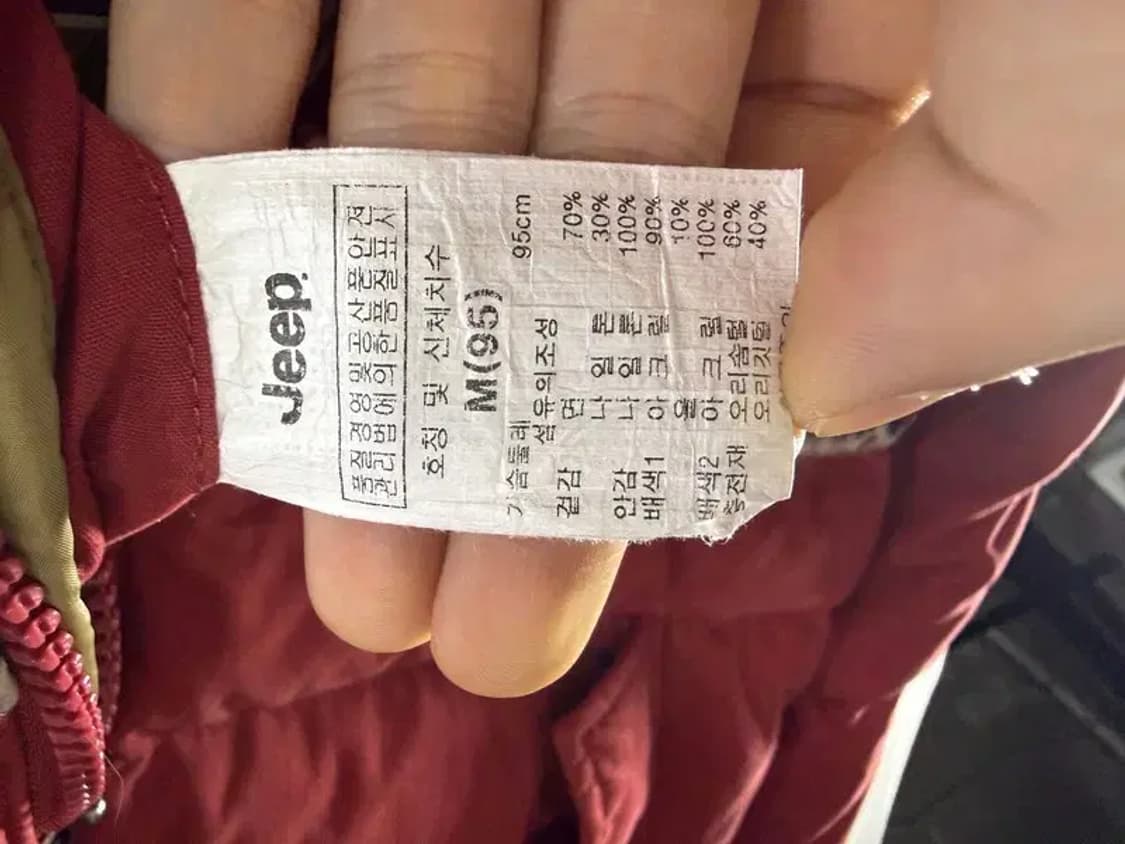 Jeep
품질경영 및 공산품 안전
관리법에 의한 품질표시
호칭 및 신체치수
M(95)
가슴둘레 95cm
섬유의조성
겉감 면 70%
나일론 30%
안감 나일론 100%
배색1 아크릴 90%
울 10%
배색2 아크릴 100%
충전재 오리솜털 60%
오리깃털 40%